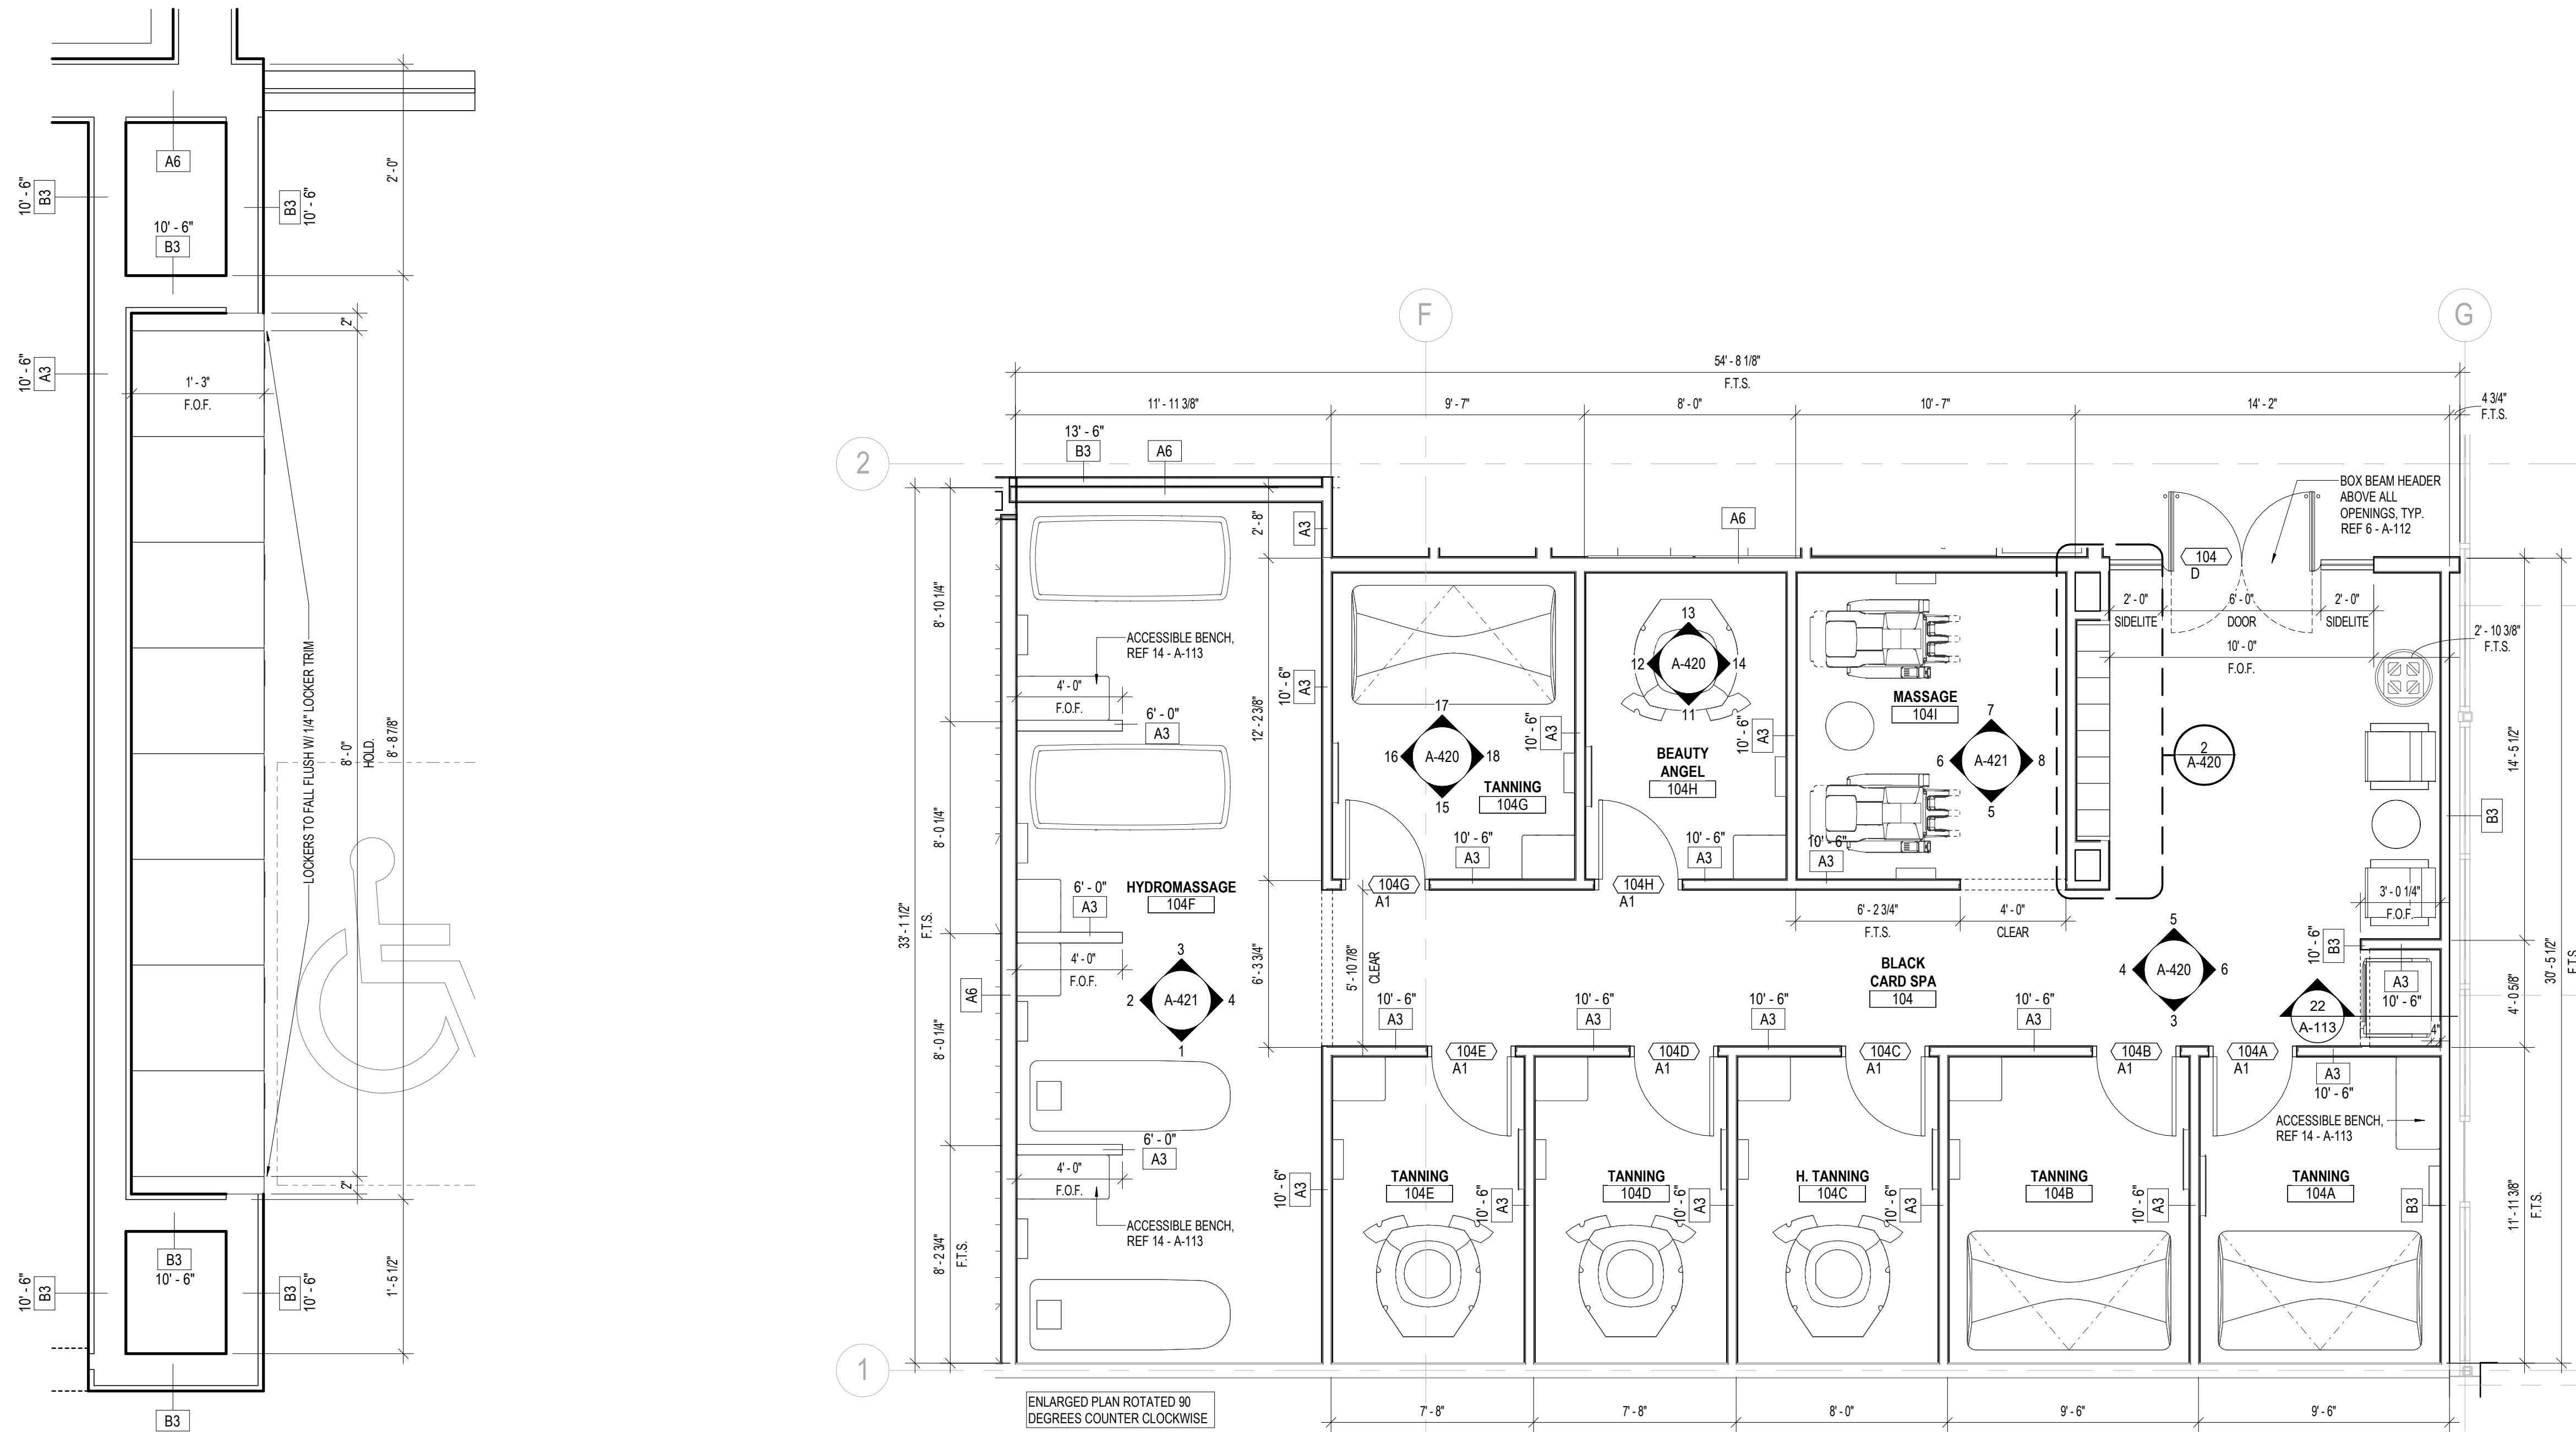 2' - 0"
A6
10' - 6"
B3
10' - 6"
B3
B3
10' - 6"
2"
10' - 6"
A3
1' - 3"
F.O.F.
LOCKERS TO FALL FLUSH W/ 1/4" LOCKER TRIM
8' - 0"
HOLD.
8' - 8 7/8"
2"
B3
10' - 6"
10' - 6"
B3
B3
10' - 6"
1' - 5 1/2"
B3
F
G
54' - 8 1/8"
F.T.S.
11' - 11 3/8"
9' - 7"
8' - 0"
10' - 7"
14' - 2"
4 3/4"
F.T.S.
2
13' - 6"
B3
A6
A3
2' - 8"
A6
BOX BEAM HEADER
ABOVE ALL
OPENINGS, TYP.
REF 6 - A-112
104
D
2' - 0"
6' - 0"
2' - 0"
SIDELITE
DOOR
SIDELITE
10' - 0"
F.O.F.
2' - 10 3/8"
F.T.S.
8' - 10 1/4"
ACCESSIBLE BENCH,
REF 14 - A-113
4' - 0"
F.O.F.
6' - 0"
A3
12' - 2 3/8"
10' - 6"
A3
17
16
A-420
18
15
TANNING
104G
10' - 6"
A3
13
12
A-420
14
11
BEAUTY
ANGEL
104H
10' - 6"
A3
MASSAGE
104I
7
6
A-421
8
5
2
A-420
14' - 5 1/2"
B3
8' - 0 1/4"
10' - 6"
A3
10' - 6"
A3
10' - 6"
A3
104G
A1
104H
A1
HYDROMASSAGE
104F
6' - 0"
A3
33' - 1 1/2"
F.T.S.
6' - 2 3/4"
F.T.S.
4' - 0"
CLEAR
3' - 0 1/4"
F.O.F.
10' - 6"
B3
4' - 0"
F.O.F.
3
2
A-421
4
1
6' - 3 3/4"
5' - 10 7/8"
CLEAR
BLACK
CARD SPA
104
5
4
A-420
6
3
A3
10' - 6"
22
A-113
4"
4' - 0 5/8"
30' - 5 1/2"
F.T.S.
A6
8' - 0 1/4"
10' - 6"
A3
10' - 6"
A3
10' - 6"
A3
10' - 6"
A3
104E
A1
104D
A1
104C
A1
104B
A1
104A
A1
A3
10' - 6"
ACCESSIBLE BENCH,
REF 14 - A-113
6' - 0"
A3
4' - 0"
F.O.F.
ACCESSIBLE BENCH,
REF 14 - A-113
8' - 2 3/4"
F.T.S.
10' - 6"
A3
TANNING
104E
10' - 6"
A3
TANNING
104D
10' - 6"
A3
H. TANNING
104C
10' - 6"
A3
TANNING
104B
10' - 6"
A3
TANNING
104A
B3
11' - 11 3/8"
F.T.S.
1
ENLARGED PLAN ROTATED 90
DEGREES COUNTER CLOCKWISE
7' - 8"
7' - 8"
8' - 0"
9' - 6"
9' - 6"